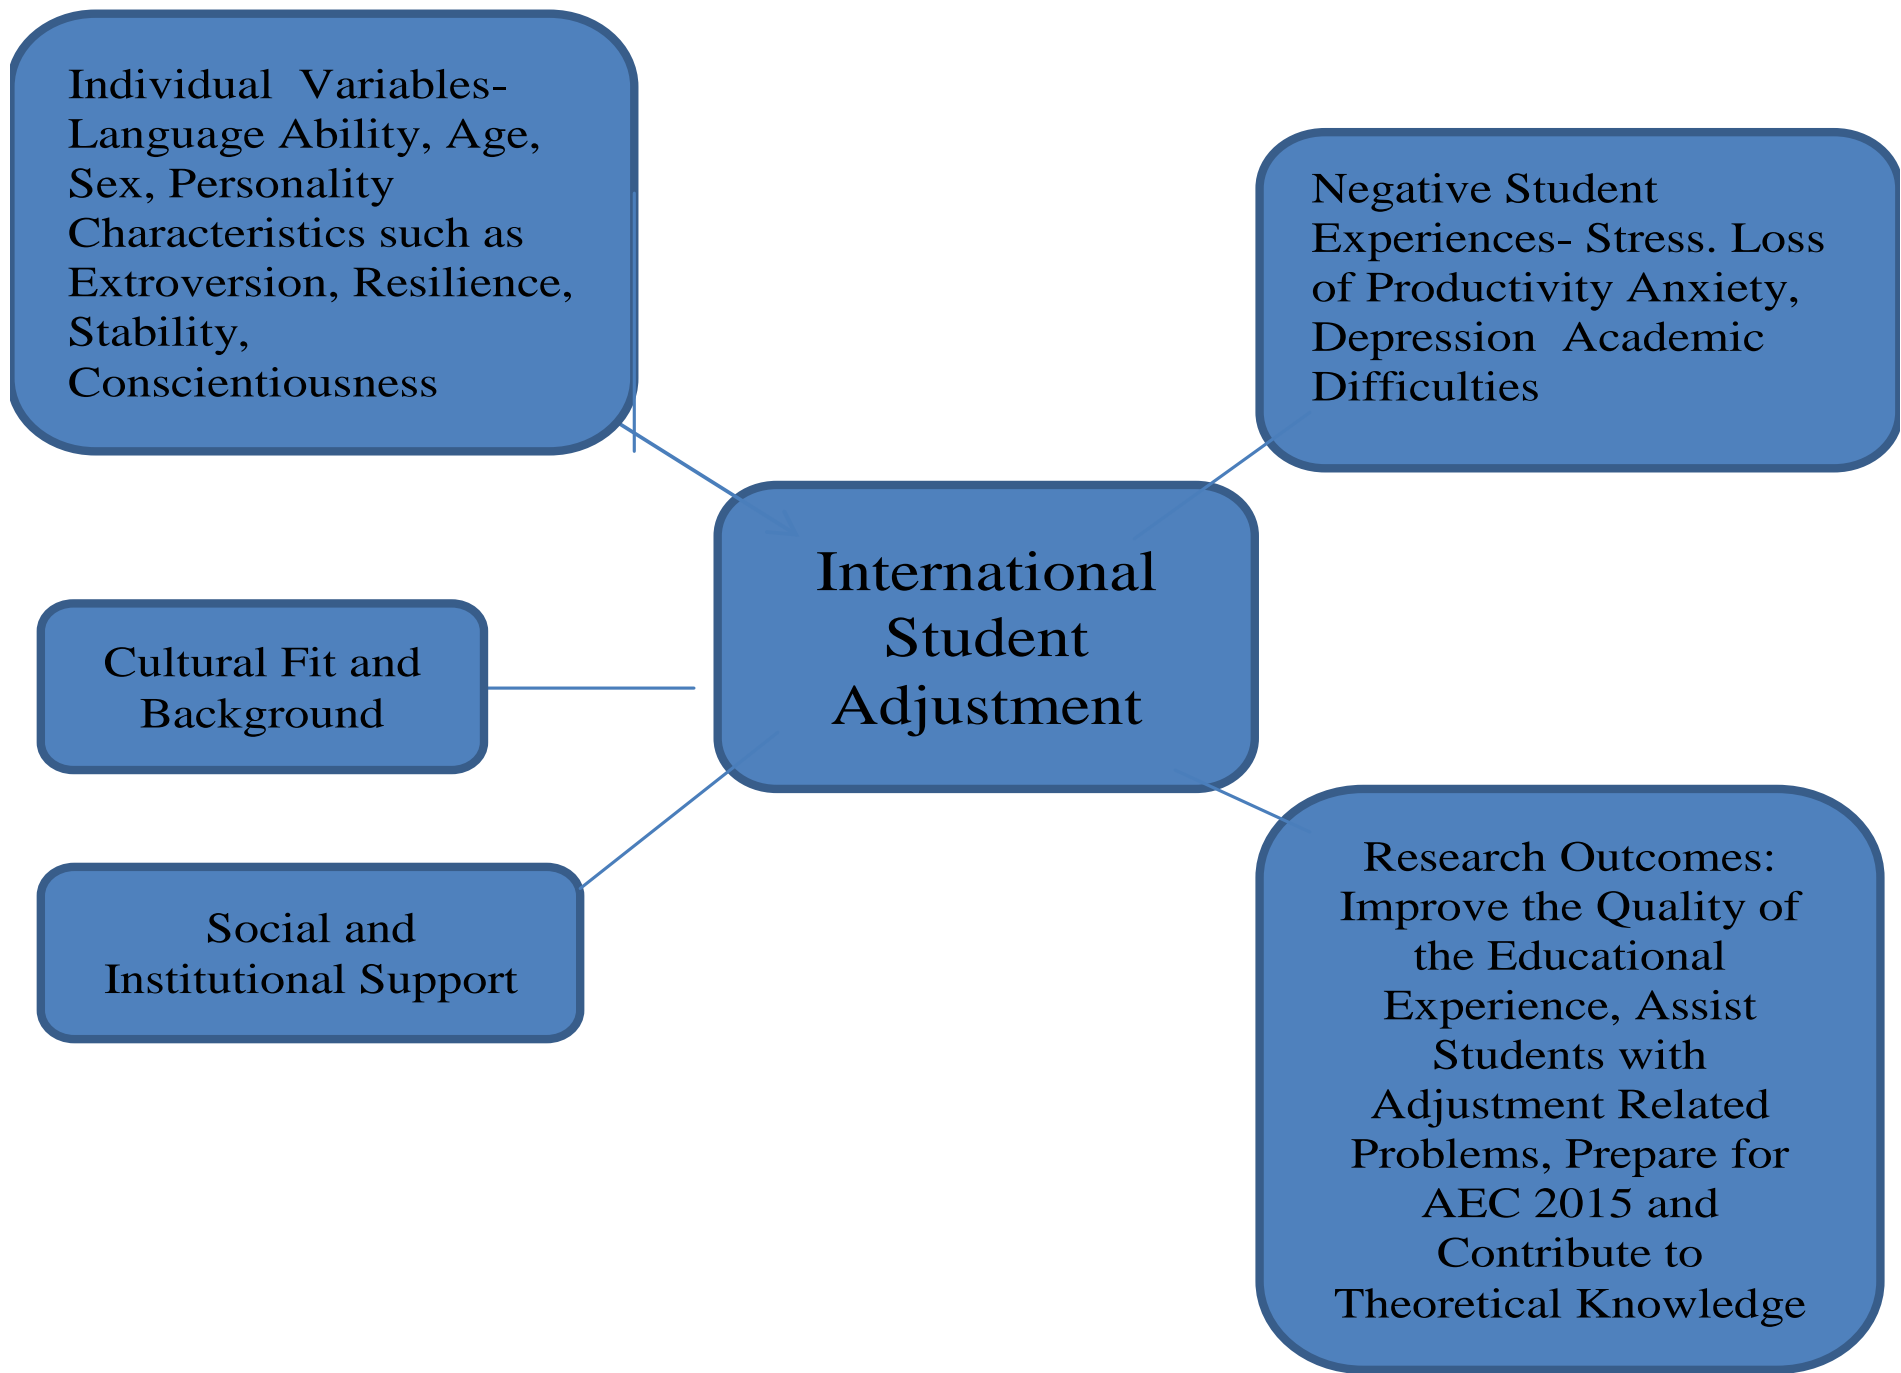 Individual  Variables-
Language Ability, Age,
Sex, Personality
Characteristics such as
Extroversion, Resilience,
Stability,
Conscientiousness
Negative Student
Experiences- Stress. Loss
of Productivity Anxiety,
Depression  Academic
Difficulties
International
Student
Adjustment
Cultural Fit and
Background
Social and
Institutional Support
Research Outcomes:
Improve the Quality of
the Educational
Experience, Assist
Students with
Adjustment Related
Problems, Prepare for
AEC 2015 and
Contribute to
Theoretical Knowledge